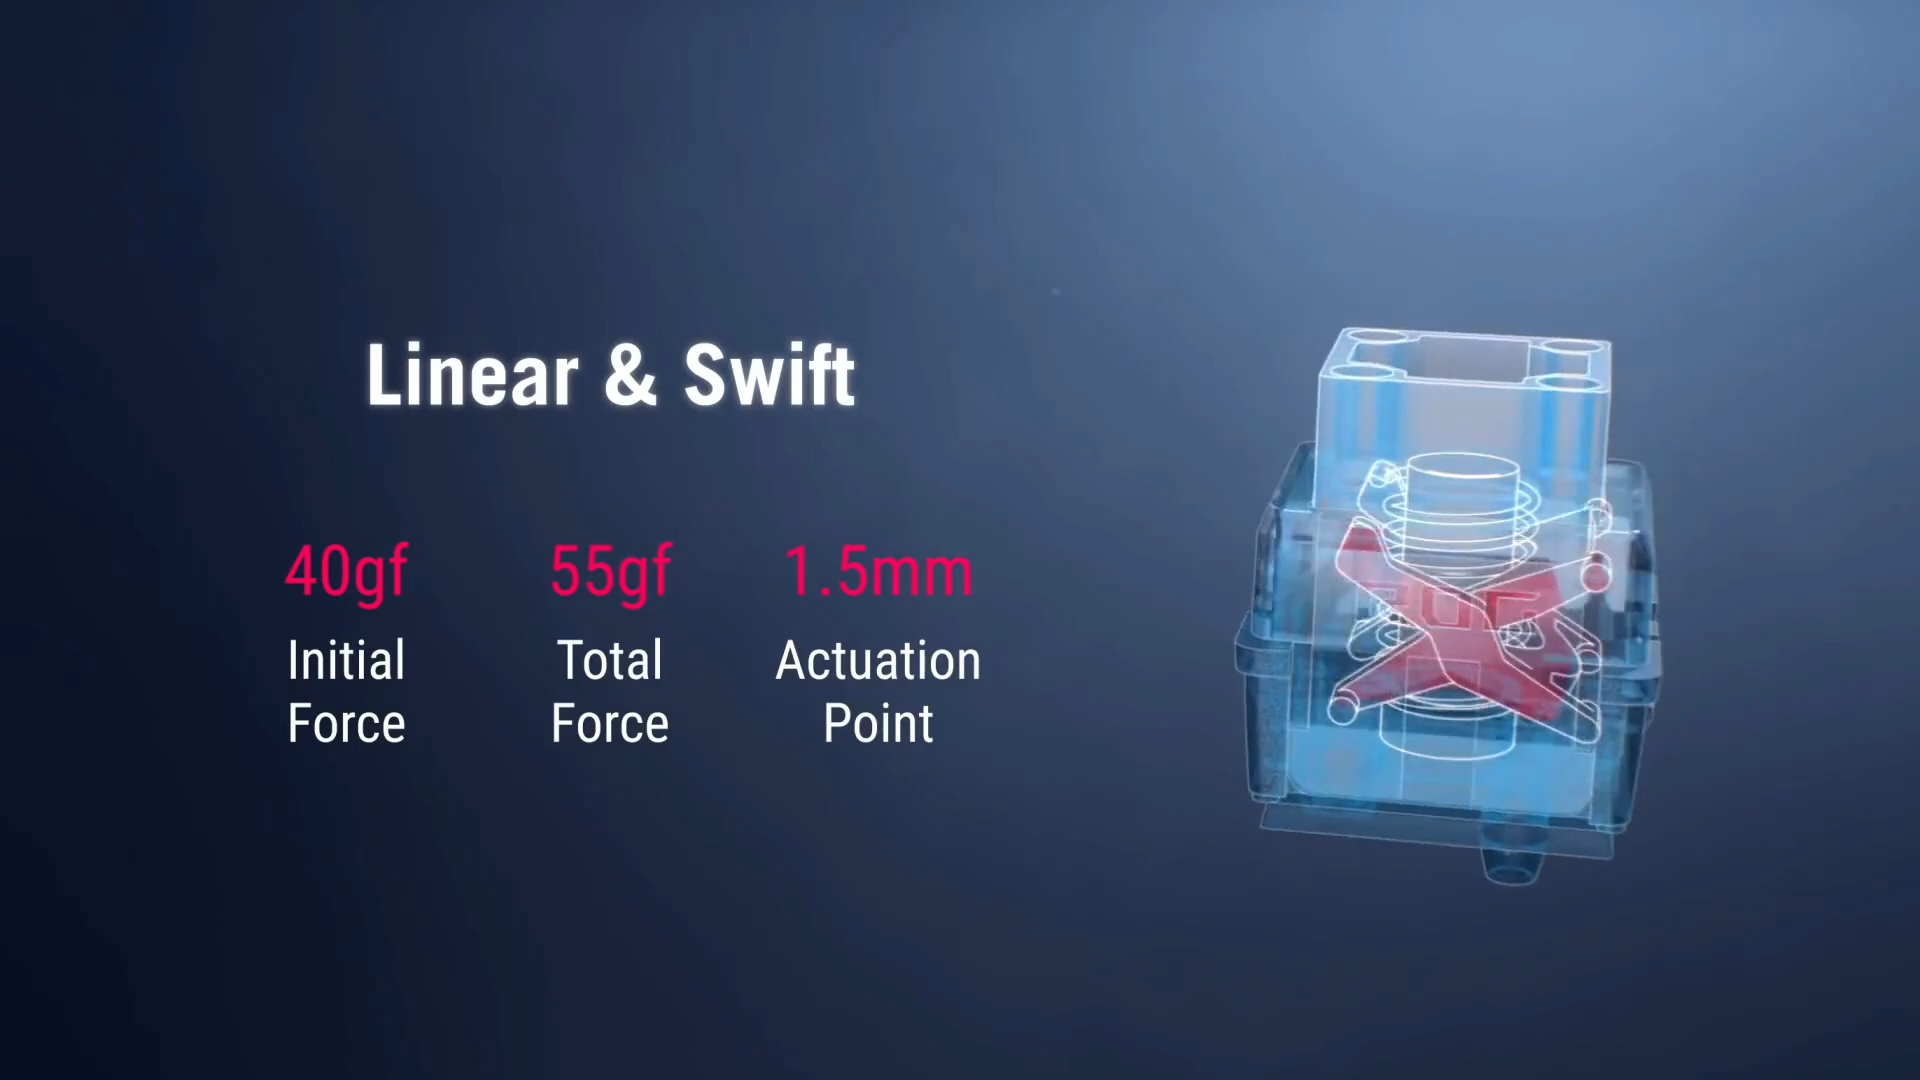 Linear & Swift
40gf 55gf 1.5mm
Initial Total Actuation
Force Force Point